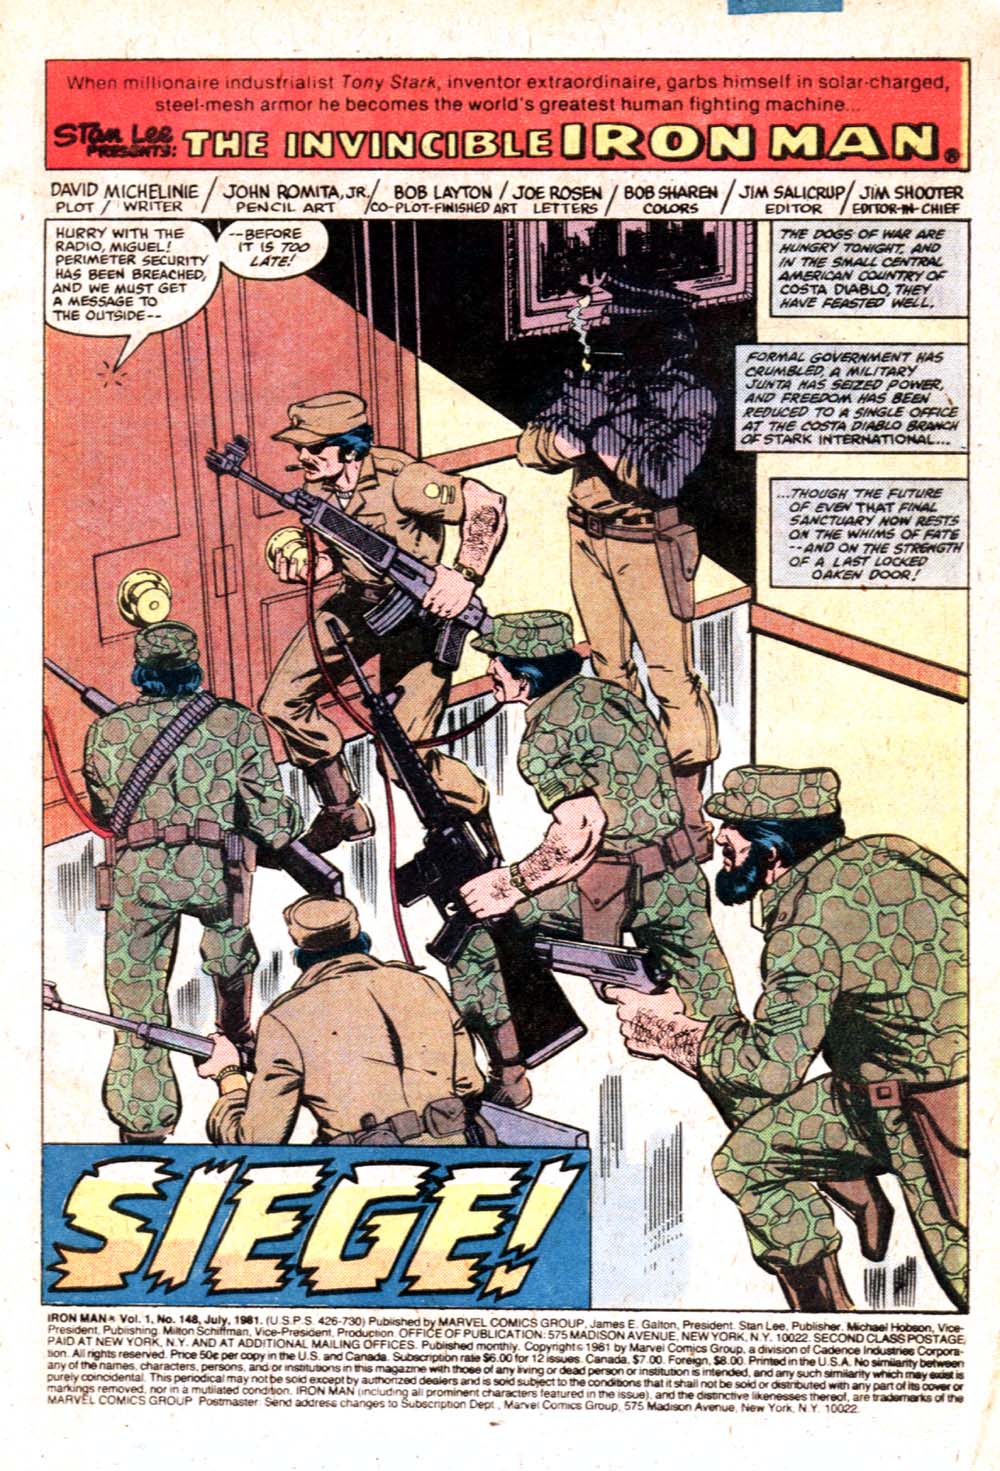 When millionaire industrialist Tony Stark, inventor extraordinaire, garbs himself in solar-charged,
steel-mesh armor he becomes the world's greatest human fighting machine...
STAN LEE
PRESENTS: THE INVINCIBLE IRON MAN®
DAVID MICHELINIE / JOHN ROMITA, JR. / BOB LAYTON / JOE ROSEN / BOB SHAREN / JIM SALICRUP / JIM SHOOTER
PLOT / WRITER PENCIL ART CO-PLOT-FINISHED ART LETTERS COLORS EDITOR EDITOR-IN-CHIEF
HURRY WITH THE
RADIO, MIGUEL!
PERIMETER SECURITY
HAS BEEN BREACHED,
AND WE MUST GET
A MESSAGE TO
THE OUTSIDE--
--BEFORE
IT IS TOO
LATE!
THE DOGS OF WAR ARE
HUNGRY TONIGHT, AND
IN THE SMALL CENTRAL
AMERICAN COUNTRY OF
COSTA DIABLO, THEY
HAVE FEASTED WELL.
FORMAL GOVERNMENT HAS
CRUMBLED, A MILITARY
JUNTA HAS SEIZED POWER,
AND FREEDOM HAS BEEN
REDUCED TO A SINGLE OFFICE
AT THE COSTA DIABLO BRANCH
OF STARK INTERNATIONAL...
...THOUGH THE FUTURE
OF EVEN THAT FINAL
SANCTUARY NOW RESTS
ON THE WHIMS OF FATE
--AND ON THE STRENGTH
OF A LAST LOCKED
OAKEN DOOR!
SIEGE!
IRON MAN® Vol. 1, No. 148, July, 1981. (U.S.P.S. 426-730) Published by MARVEL COMICS GROUP, James E. Galton, President. Stan Lee, Publisher. Michael Hobson, Vice-
President, Publishing. Milton Schiffman, Vice-President, Production. OFFICE OF PUBLICATION: 575 MADISON AVENUE, NEW YORK, N.Y. 10022. SECOND CLASS POSTAGE
PAID AT NEW YORK, N.Y. AND AT ADDITIONAL MAILING OFFICES. Published monthly. Copyright © 1981 by Marvel Comics Group, a division of Cadence Industries Corpora-
tion. All rights reserved. Price 50¢ per copy in the U.S. and Canada. Subscription rate $6.00 for 12 issues. Canada, $7.00. Foreign, $8.00. Printed in the U.S.A. No similarity between
any of the names, characters, persons, and/or institutions in this magazine with those of any living or dead person or institution is intended, and any such similarity which may exist is
purely coincidental. This periodical may not be sold except by authorized dealers and is sold subject to the conditions that it shall not be sold or distributed with any part of its cover or
markings removed, nor in a mutilated condition. IRON MAN (including all prominent characters featured in the issue), and the distinctive likenesses thereof, are trademarks of the
MARVEL COMICS GROUP. Postmaster: Send address changes to Subscription Dept., Marvel Comics Group, 575 Madison Avenue, New York, N.Y. 10022.